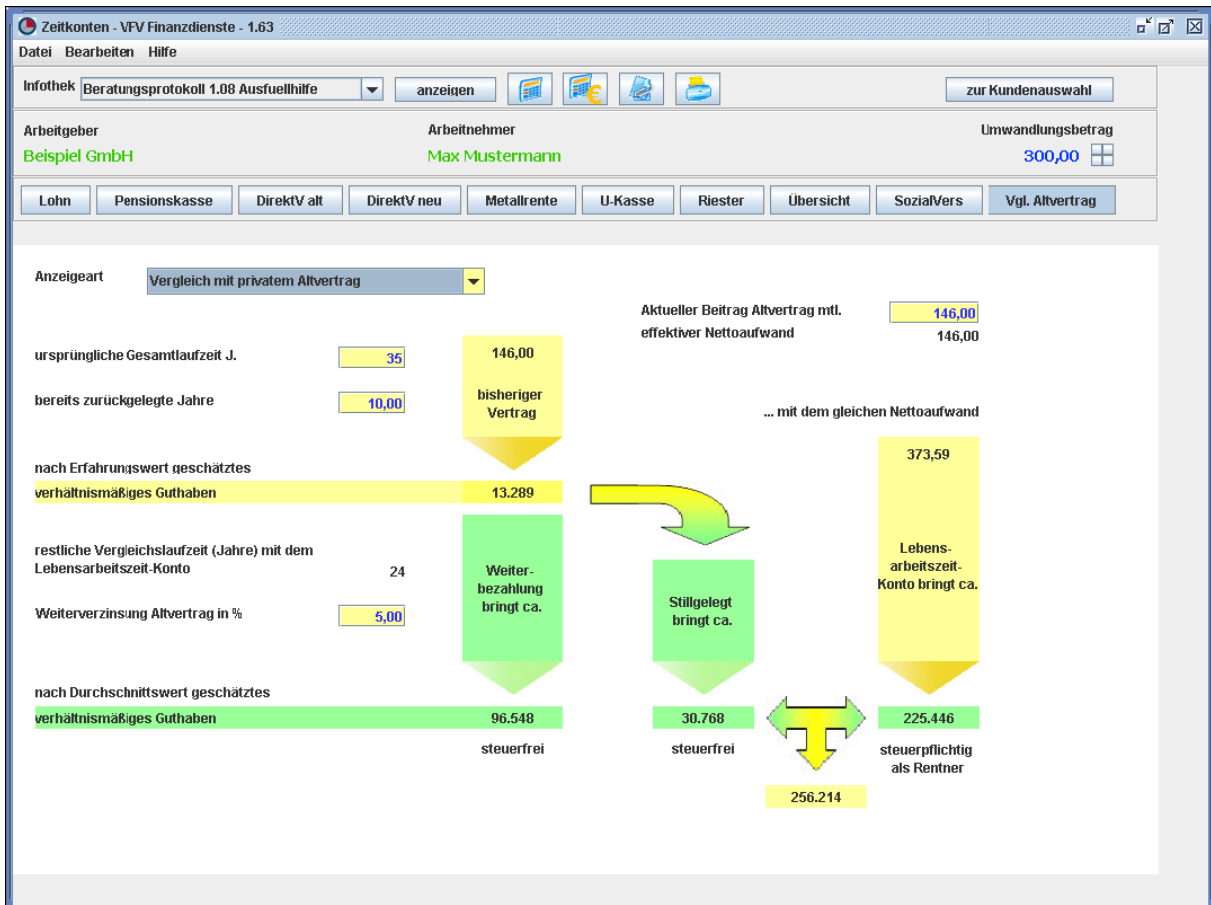 Zeitkonten - VFV Finanzdienste - 1.63
Datei Bearbeiten Hilfe
Infothek Beratungsprotokoll 1.08 Ausfuellhilfe anzeigen zur Kundenauswahl
Arbeitgeber Arbeitnehmer Umwandlungsbetrag
Beispiel GmbH Max Mustermann 300,00
Lohn Pensionskasse DirektV alt DirektV neu Metallrente U-Kasse Riester Übersicht SozialVers Vgl. Altvertrag
Anzeigeart Vergleich mit privatem Altvertrag
Aktueller Beitrag Altvertrag mtl. 146,00
effektiver Nettoaufwand 146,00
ursprüngliche Gesamtlaufzeit J. 35 146,00
bereits zurückgelegte Jahre 10,00
bisheriger
Vertrag
... mit dem gleichen Nettoaufwand
373,59
nach Erfahrungswert geschätztes
verhältnismäßiges Guthaben 13.289
restliche Vergleichslaufzeit (Jahre) mit dem
Lebensarbeitszeit-Konto 24
Weiterverzinsung Altvertrag in % 5,00
Weiter-
bezahlung
bringt ca.
Stillgelegt
bringt ca.
Lebens-
arbeitszeit-
Konto bringt ca.
nach Durchschnittswert geschätztes
verhältnismäßiges Guthaben 96.548 30.768 225.446
steuerfrei steuerfrei steuerpflichtig
als Rentner
256.214